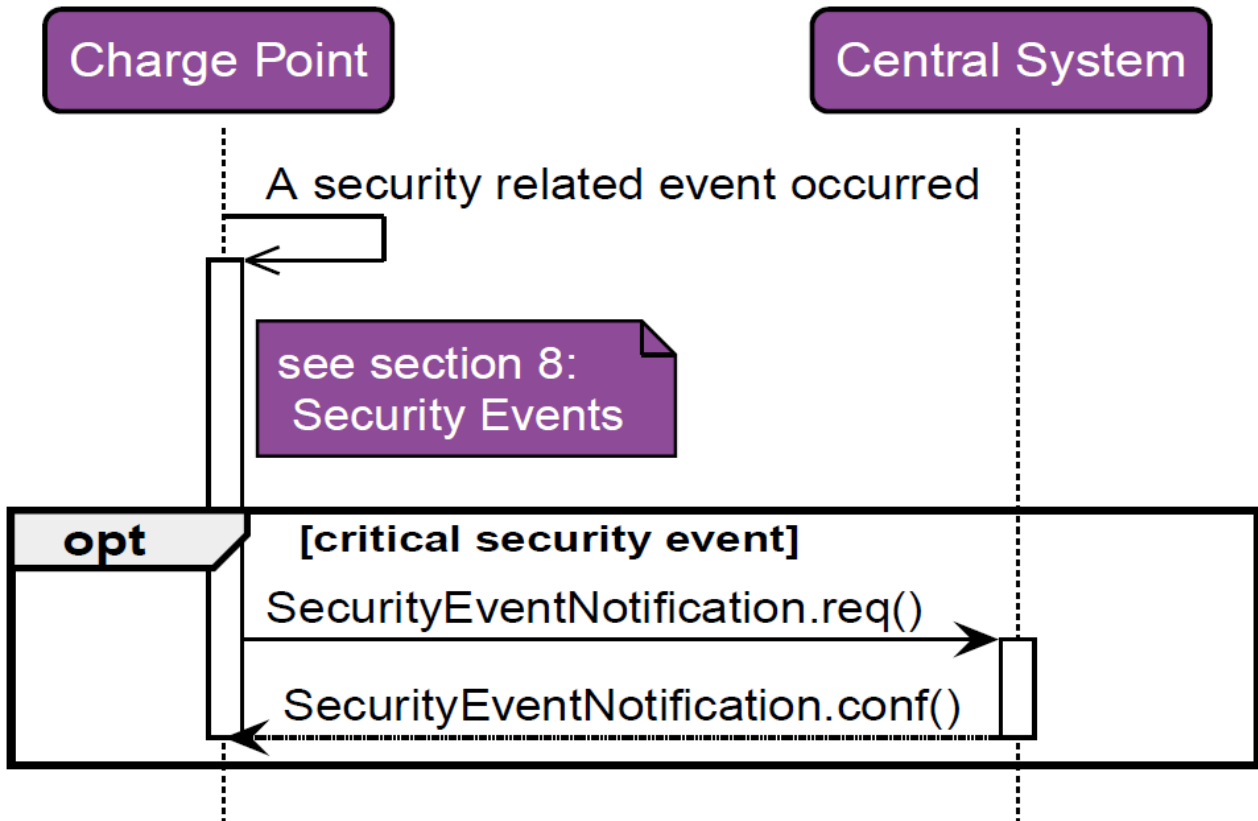 Charge Point
Central System
A security related event occurred
see section 8:
Security Events
opt
[critical security event]
SecurityEventNotification.req()
SecurityEventNotification.conf()